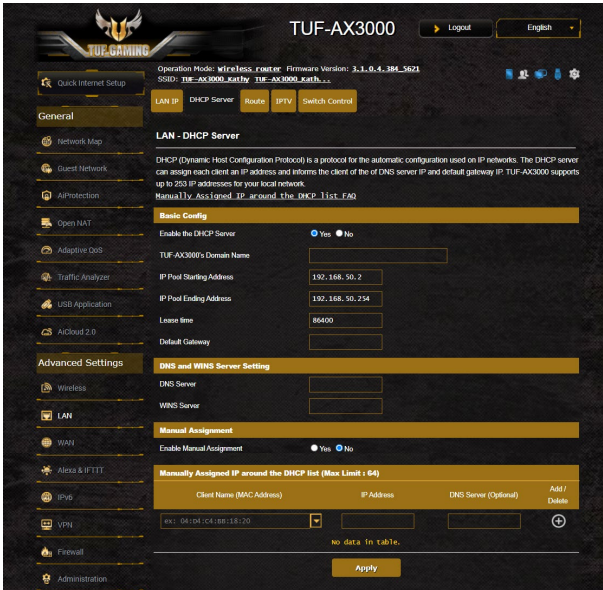 TUF GAMING
TUF-AX3000
Logout
English
Operation Mode: Wireless router Firmware Version: 3.1.0.4.384_5621
SSID: TUF-AX3000_Kathy TUF-AX3000_Kath...
Quick Internet Setup
General
Network Map
Guest Network
AiProtection
Open NAT
Adaptive QoS
Traffic Analyzer
USB Application
AiCloud 2.0
Advanced Settings
Wireless
LAN
WAN
Alexa & IFTTT
IPv6
VPN
Firewall
Administration
LAN IP DHCP Server Route IPTV Switch Control
LAN - DHCP Server
DHCP (Dynamic Host Configuration Protocol) is a protocol for the automatic configuration used on IP networks. The DHCP server
can assign each client an IP address and informs the client of the of DNS server IP and default gateway IP. TUF-AX3000 supports
up to 253 IP addresses for your local network.
Manually Assigned IP around the DHCP list FAQ
Basic Config
Enable the DHCP Server Yes No
TUF-AX3000's Domain Name
IP Pool Starting Address 192.168.50.2
IP Pool Ending Address 192.168.50.254
Lease time 86400
Default Gateway
DNS and WINS Server Setting
DNS Server
WINS Server
Manual Assignment
Enable Manual Assignment Yes No
Manually Assigned IP around the DHCP list (Max Limit : 64)
Client Name (MAC Address) IP Address DNS Server (Optional) Add /
Delete
ex: 04:D4:C4:B8:18:20
No data in table.
Apply